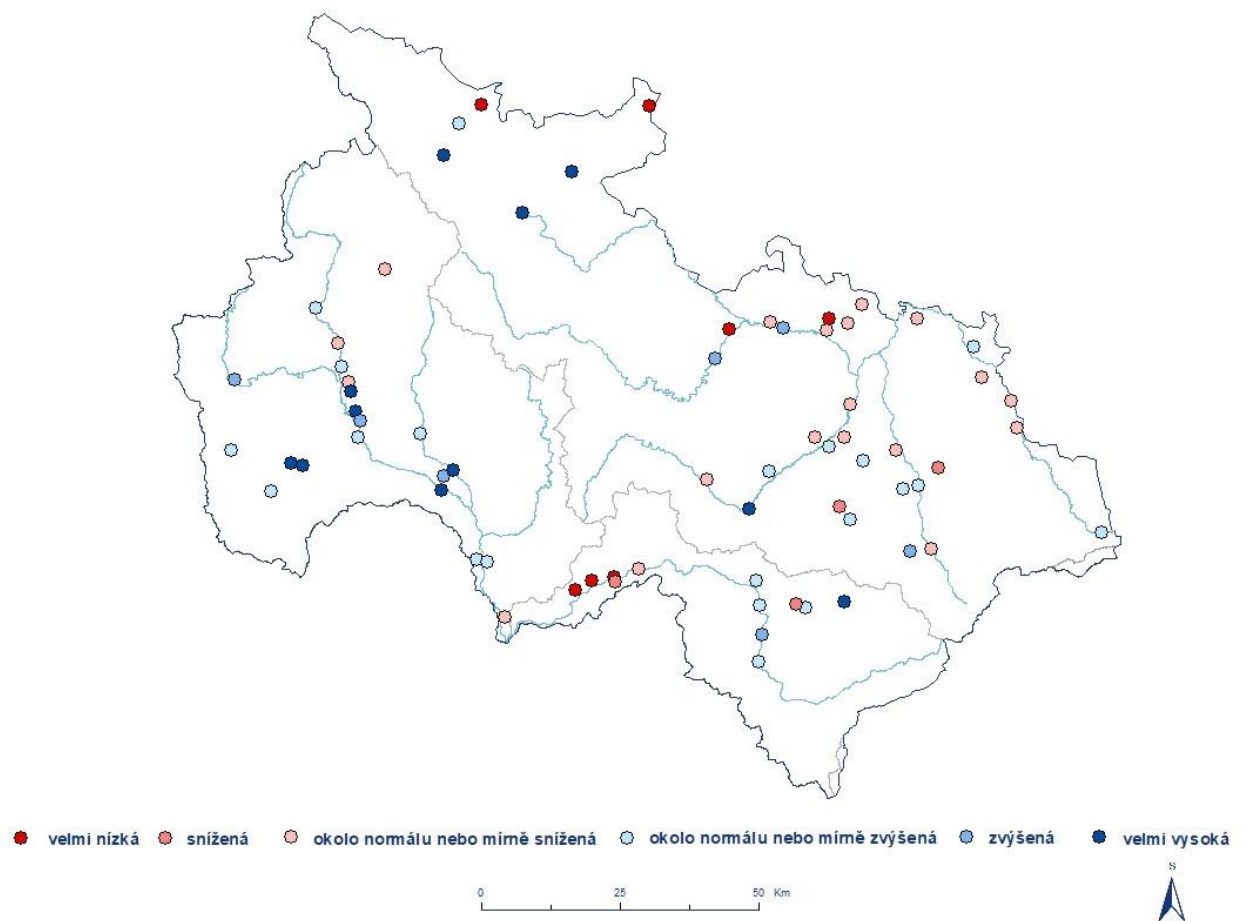 velmi nízká snížená okolo normálu nebo mírně snížená okolo normálu nebo mírně zvýšená zvýšená velmi vysoká
S
0 25 50 Km